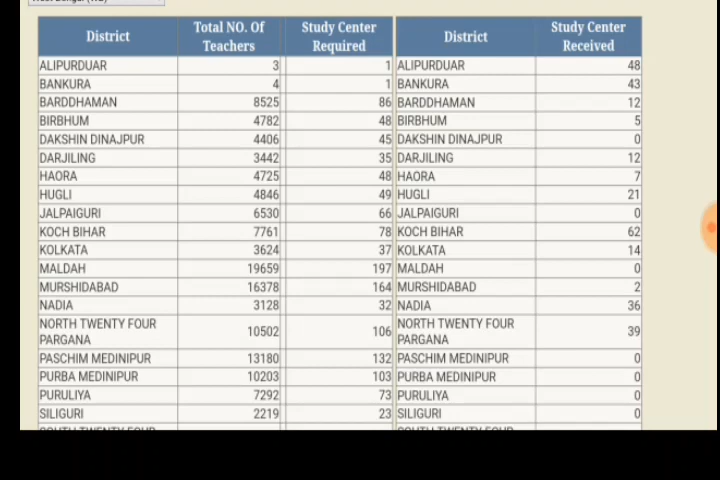 District Total NO. Of Teachers Study Center Required District Study Center Received
ALIPURDUAR 3 1 ALIPURDUAR 48
BANKURA 4 1 BANKURA 43
BARDDHAMAN 8525 86 BARDDHAMAN 12
BIRBHUM 4782 48 BIRBHUM 5
DAKSHIN DINAJPUR 4406 45 DAKSHIN DINAJPUR 0
DARJILING 3442 35 DARJILING 12
HAORA 4725 48 HAORA 7
HUGLI 4846 49 HUGLI 21
JALPAIGURI 6530 66 JALPAIGURI 0
KOCH BIHAR 7761 78 KOCH BIHAR 62
KOLKATA 3624 37 KOLKATA 14
MALDAH 19659 197 MALDAH 0
MURSHIDABAD 16378 164 MURSHIDABAD 2
NADIA 3128 32 NADIA 36
NORTH TWENTY FOUR PARGANA 10502 106 NORTH TWENTY FOUR PARGANA 39
PASCHIM MEDINIPUR 13180 132 PASCHIM MEDINIPUR 0
PURBA MEDINIPUR 10203 103 PURBA MEDINIPUR 0
PURULIYA 7292 73 PURULIYA 0
SILIGURI 2219 23 SILIGURI 0
SOUTH TWENTY FOUR SOUTH TWENTY FOUR